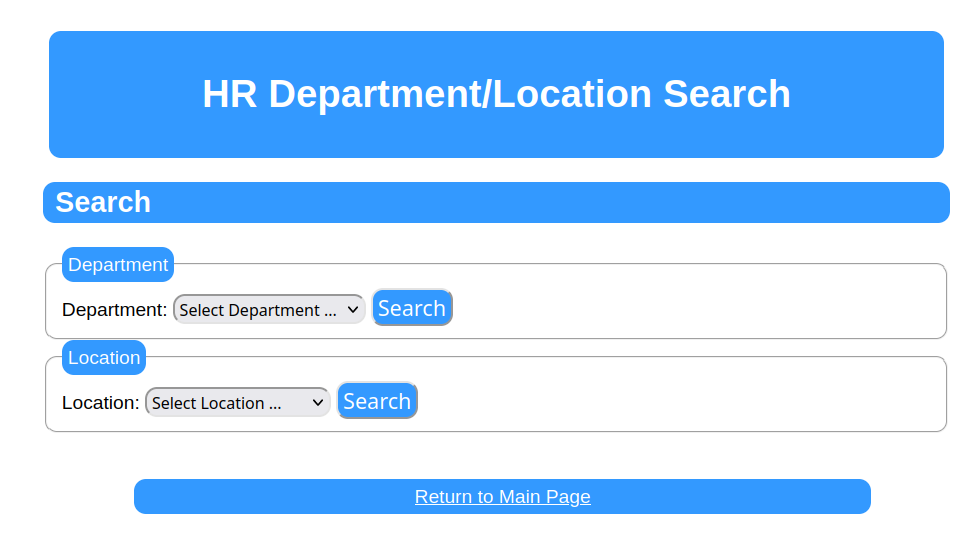 HR Department/Location Search
Search
Department
Department: Select Department ... Search
Location
Location: Select Location ... Search
Return to Main Page